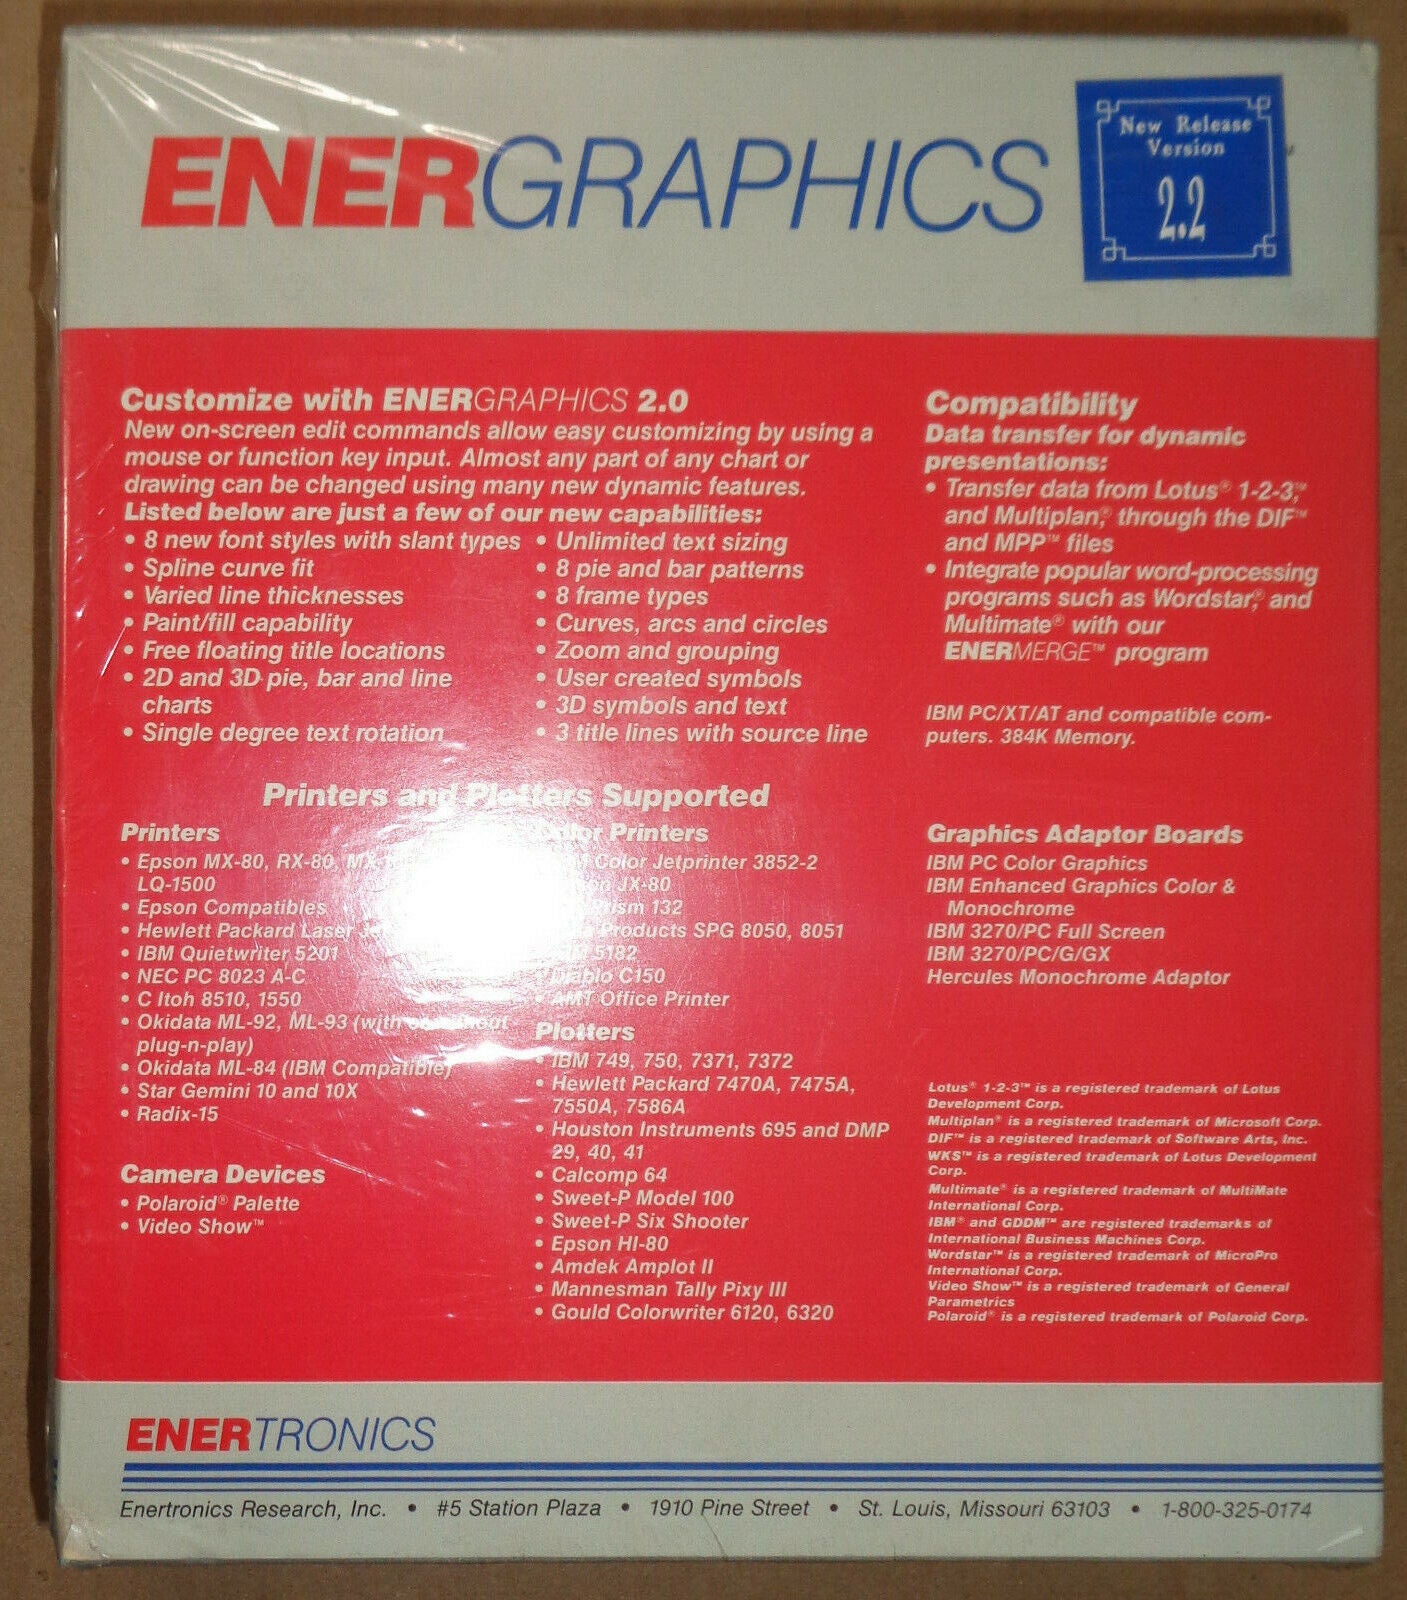 ENERGRAPHICS
New Release
Version
2.2
Customize with ENERGRAPHICS 2.0
New on-screen edit commands allow easy customizing by using a
mouse or function key input. Almost any part of any chart or
drawing can be changed using many new dynamic features.
Listed below are just a few of our new capabilities:
• 8 new font styles with slant types
• Spline curve fit
• Varied line thicknesses
• Paint/fill capability
• Free floating title locations
• 2D and 3D pie, bar and line
charts
• Single degree text rotation
• Unlimited text sizing
• 8 pie and bar patterns
• 8 frame types
• Curves, arcs and circles
• Zoom and grouping
• User created symbols
• 3D symbols and text
• 3 title lines with source line
Compatibility
Data transfer for dynamic
presentations:
• Transfer data from Lotus® 1-2-3,™
and Multiplan,® through the DIF™
and MPP™ files
• Integrate popular word-processing
programs such as Wordstar,® and
Multimate® with our
ENERMERGE™ program
IBM PC/XT/AT and compatible com-
puters. 384K Memory.
Printers and Plotters Supported
Printers
• Epson MX-80, RX-80,
LQ-1500
• Epson Compatibles
• Hewlett Packard Laser
• IBM Quietwriter 5201
• NEC PC 8023 A-C
• C Itoh 8510, 1550
• Okidata ML-92, ML-93 (with or without
plug-n-play)
• Okidata ML-84 (IBM Compatible)
• Star Gemini 10 and 10X
• Radix-15
Camera Devices
• Polaroid® Palette
• Video Show™
Color Printers
Color Jetprinter 3852-2
JX-80
132
Products SPG 8050, 8051
5182
C150
• AMT Office Printer
Plotters
• IBM 749, 750, 7371, 7372
• Hewlett Packard 7470A, 7475A,
7550A, 7586A
• Houston Instruments 695 and DMP
29, 40, 41
• Calcomp 64
• Sweet-P Model 100
• Sweet-P Six Shooter
• Epson HI-80
• Amdek Amplot II
• Mannesman Tally Pixy III
• Gould Colorwriter 6120, 6320
Graphics Adaptor Boards
IBM PC Color Graphics
IBM Enhanced Graphics Color &
Monochrome
IBM 3270/PC Full Screen
IBM 3270/PC/G/GX
Hercules Monochrome Adaptor
Lotus® 1-2-3™ is a registered trademark of Lotus
Development Corp.
Multiplan® is a registered trademark of Microsoft Corp.
DIF™ is a registered trademark of Software Arts, Inc.
WKS™ is a registered trademark of Lotus Development
Corp.
Multimate® is a registered trademark of MultiMate
International Corp.
IBM® and GDDM™ are registered trademarks of
International Business Machines Corp.
Wordstar™ is a registered trademark of MicroPro
International Corp.
Video Show™ is a registered trademark of General
Parametrics
Polaroid® is a registered trademark of Polaroid Corp.
ENERTRONICS
Enertronics Research, Inc. • #5 Station Plaza • 1910 Pine Street • St. Louis, Missouri 63103 • 1-800-325-0174